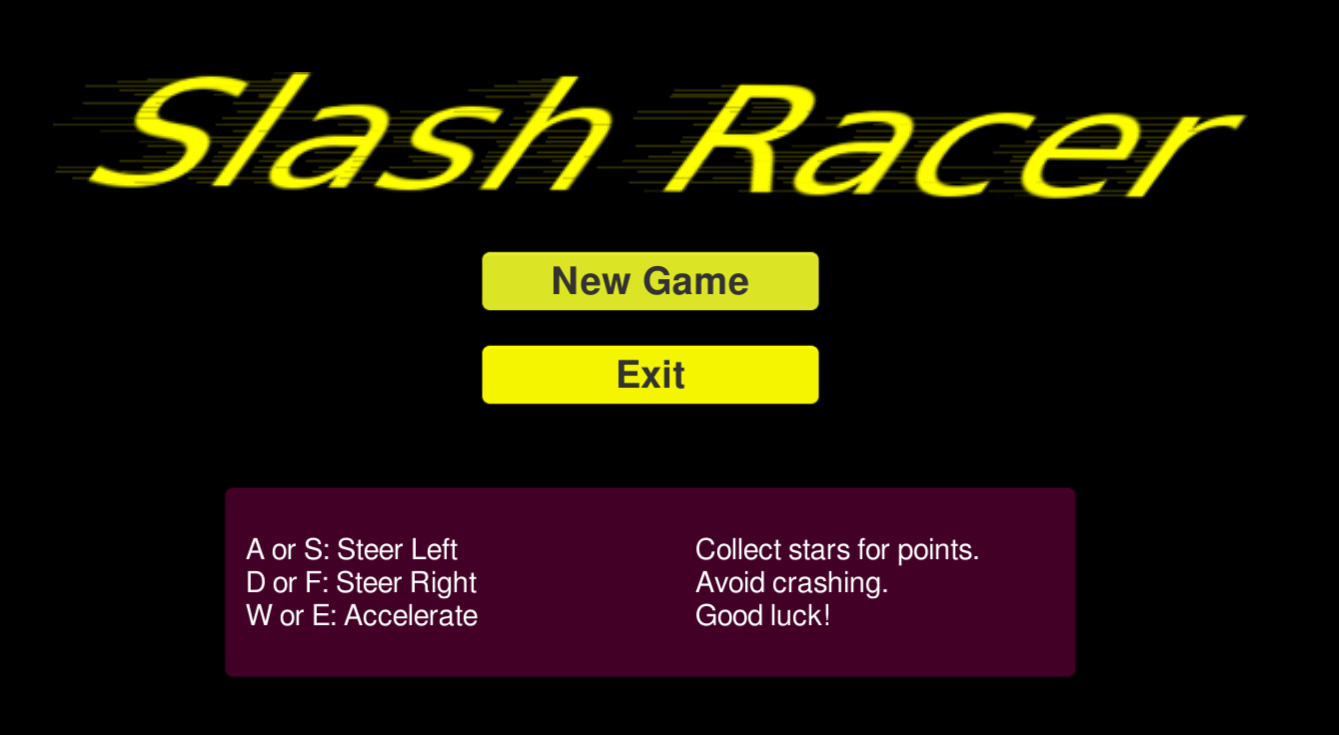 Slash Racer
New Game
Exit
A or S: Steer Left
D or F: Steer Right
W or E: Accelerate
Collect stars for points.
Avoid crashing.
Good luck!